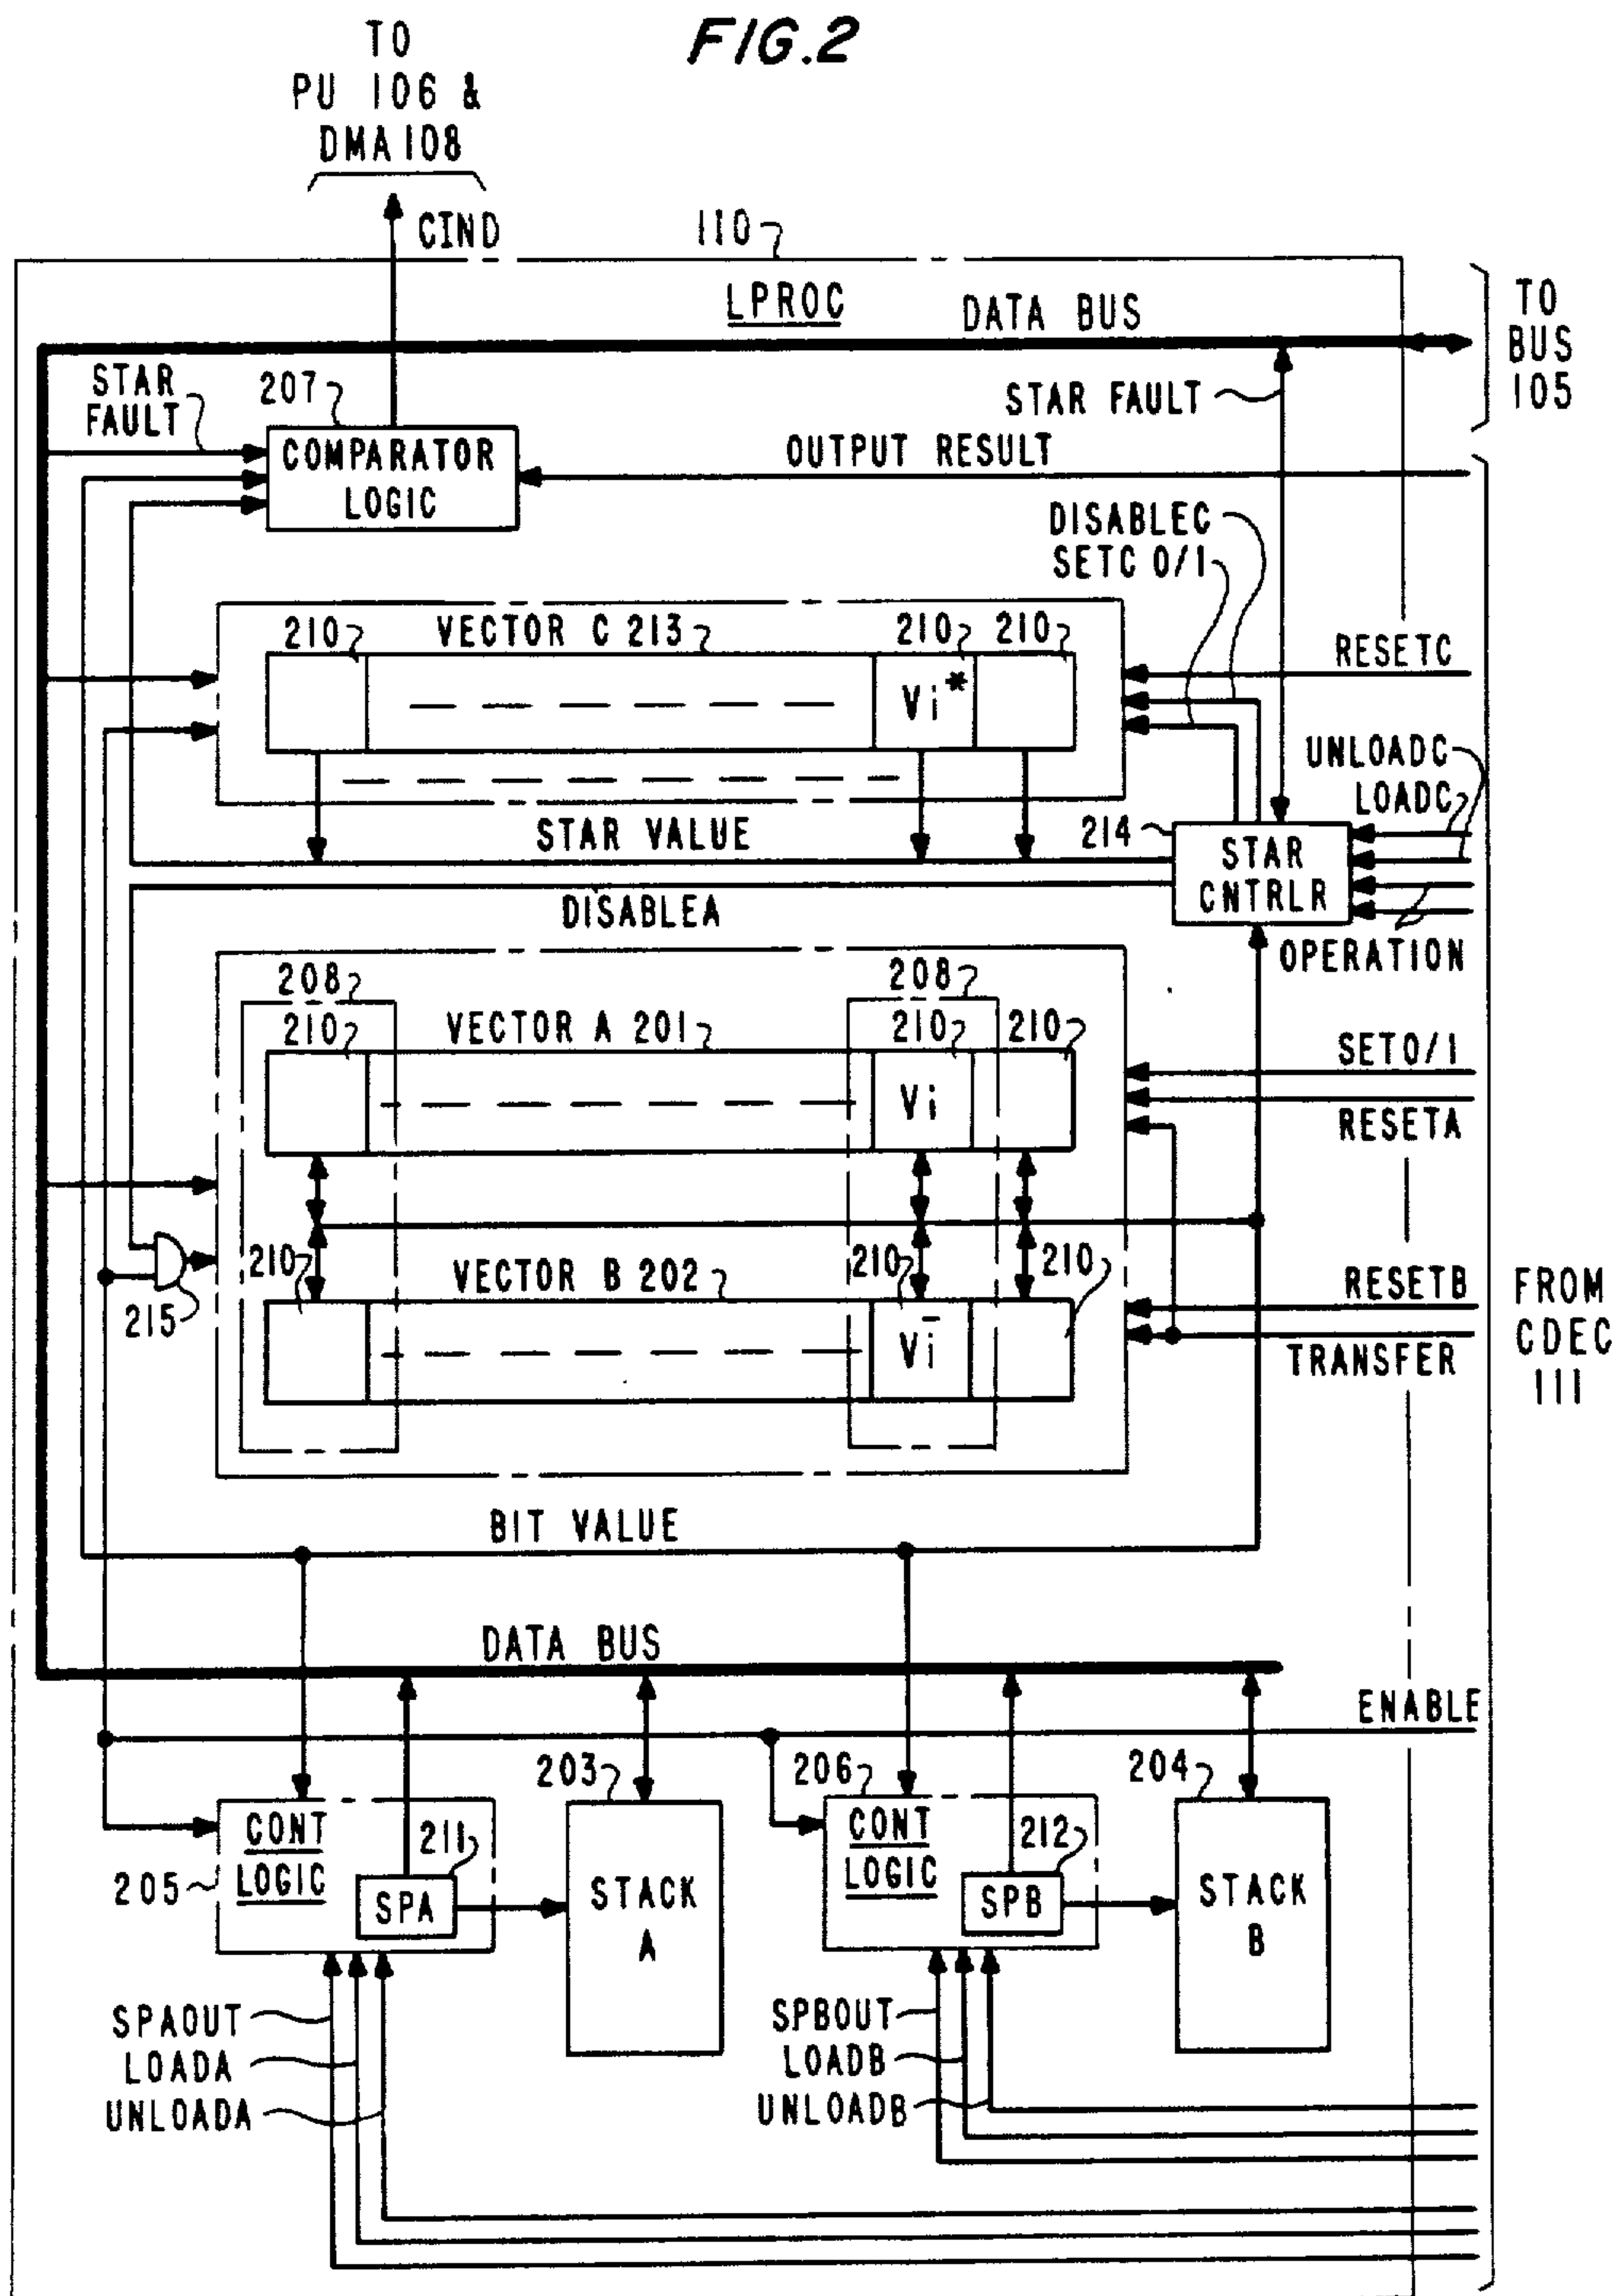 FIG.2
TO
PU 106 &
DMA 108
CIND
110
LPROC
DATA BUS
TO
BUS
105
STAR
FAULT
207
STAR FAULT
COMPARATOR
LOGIC
OUTPUT RESULT
DISABLEC
SETC 0/1
210
VECTOR C 213
210
210
RESETC
Vi*
UNLOADC
LOADC
STAR VALUE
214
STAR
CNTRLR
DISABLEA
OPERATION
208
208
210
VECTOR A 201
210
210
SET0/1
Vi
RESETA
210
VECTOR B 202
210
210
RESETB
FROM
CDEC
111
215
Vi̅
TRANSFER
BIT VALUE
DATA BUS
ENABLE
203
206
204
CONT
LOGIC
211
205
SPA
STACK
A
CONT
LOGIC
212
SPB
STACK
B
SPAOUT
LOADA
UNLOADA
SPBOUT
LOADB
UNLOADB